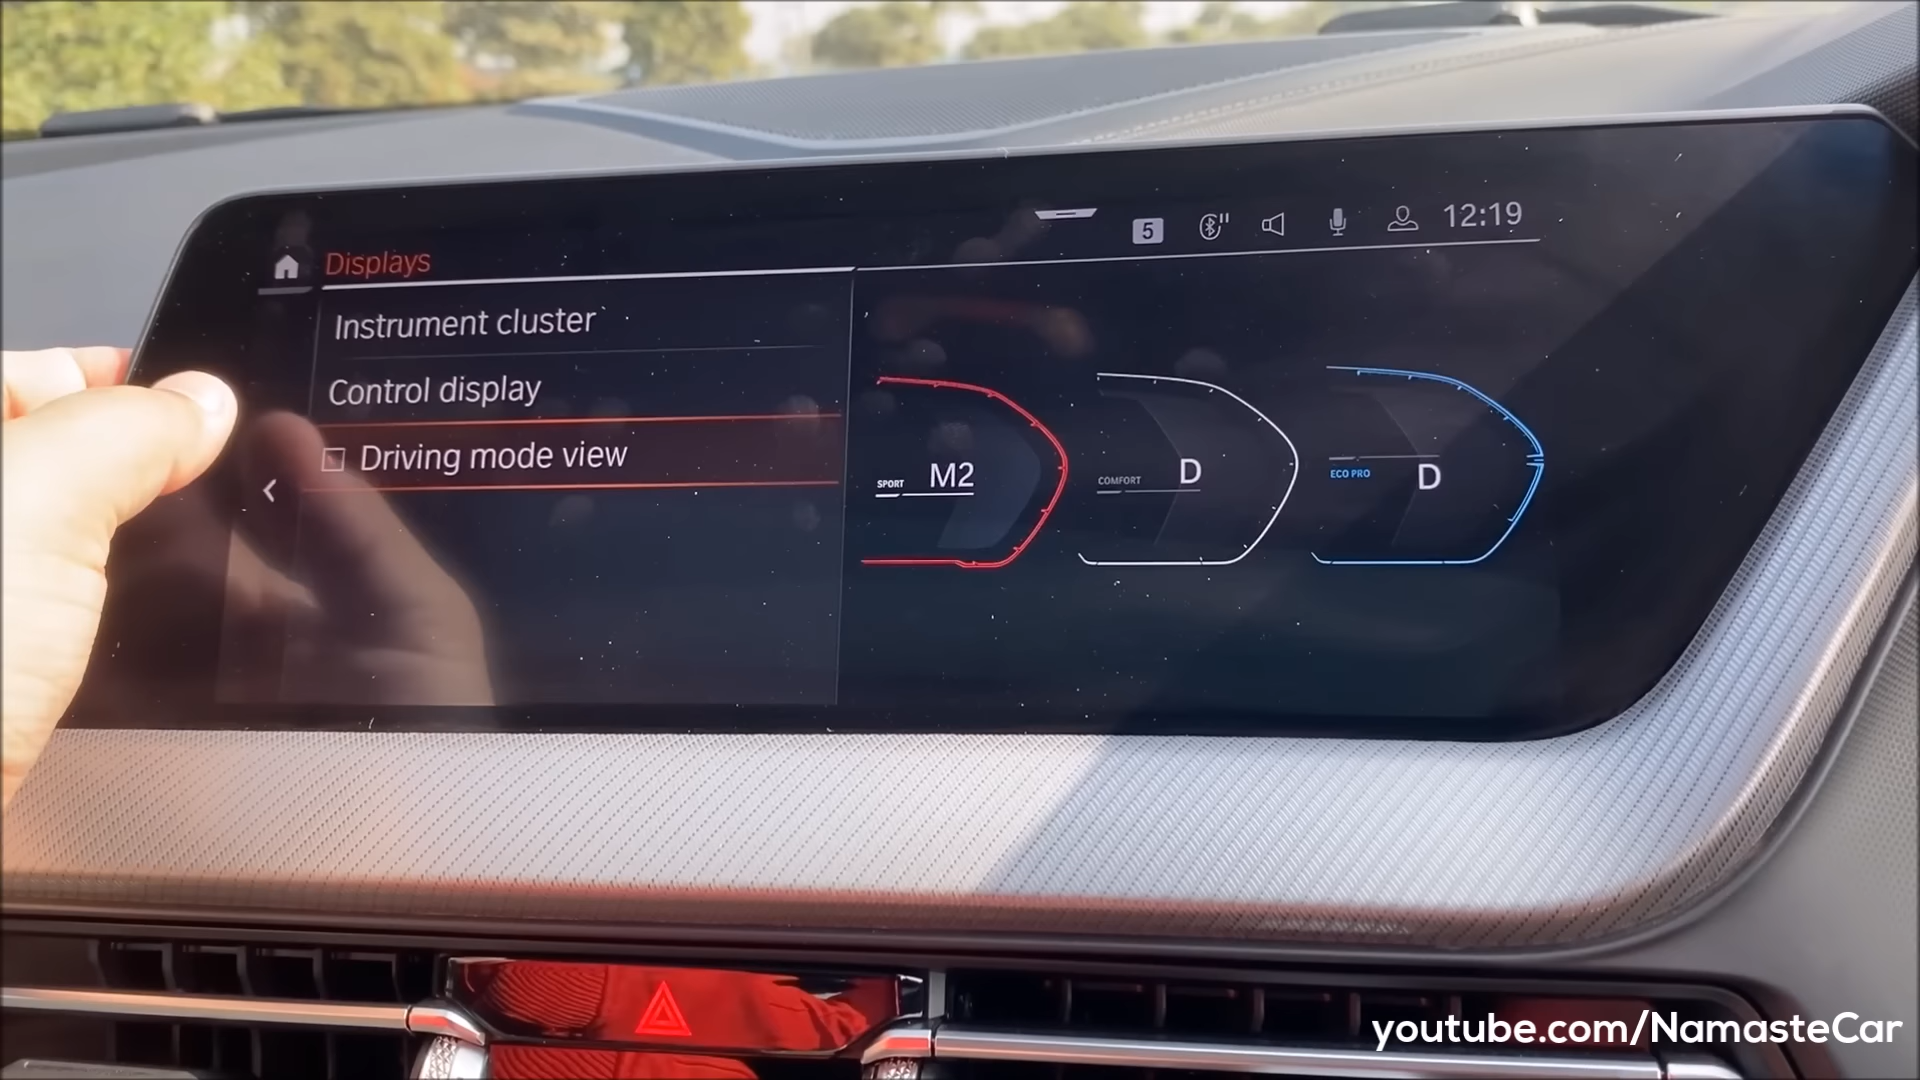 5
12:19
Displays
Instrument cluster
Control display
Driving mode view
SPORT M2
COMFORT D
ECO PRO D
youtube.com/NamasteCar